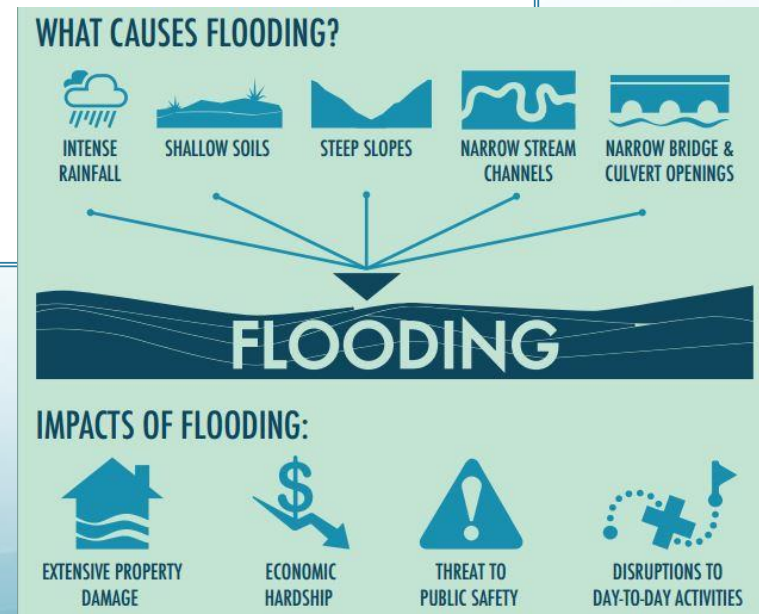 WHAT CAUSES FLOODING?
INTENSE
RAINFALL
SHALLOW SOILS
STEEP SLOPES
NARROW STREAM
CHANNELS
NARROW BRIDGE &
CULVERT OPENINGS
FLOODING
IMPACTS OF FLOODING:
$
EXTENSIVE PROPERTY
DAMAGE
ECONOMIC
HARDSHIP
THREAT TO
PUBLIC SAFETY
DISRUPTIONS TO
DAY-TO-DAY ACTIVITIES